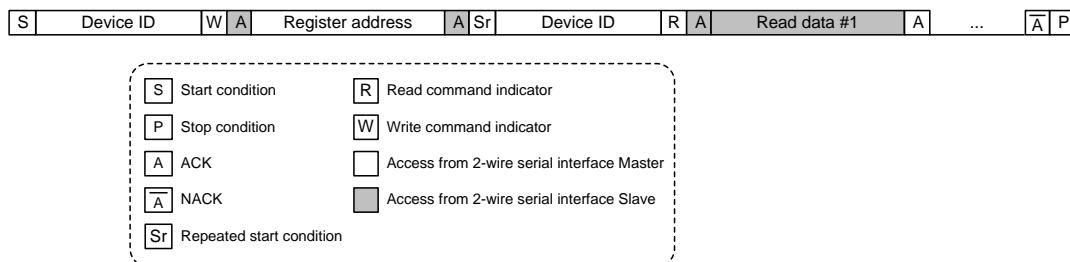 S Device ID W A Register address A Sr Device ID R A Read data #1 A ... A̅ P
S Start condition R Read command indicator
P Stop condition W Write command indicator
A ACK Access from 2-wire serial interface Master
A̅ NACK Access from 2-wire serial interface Slave
Sr Repeated start condition